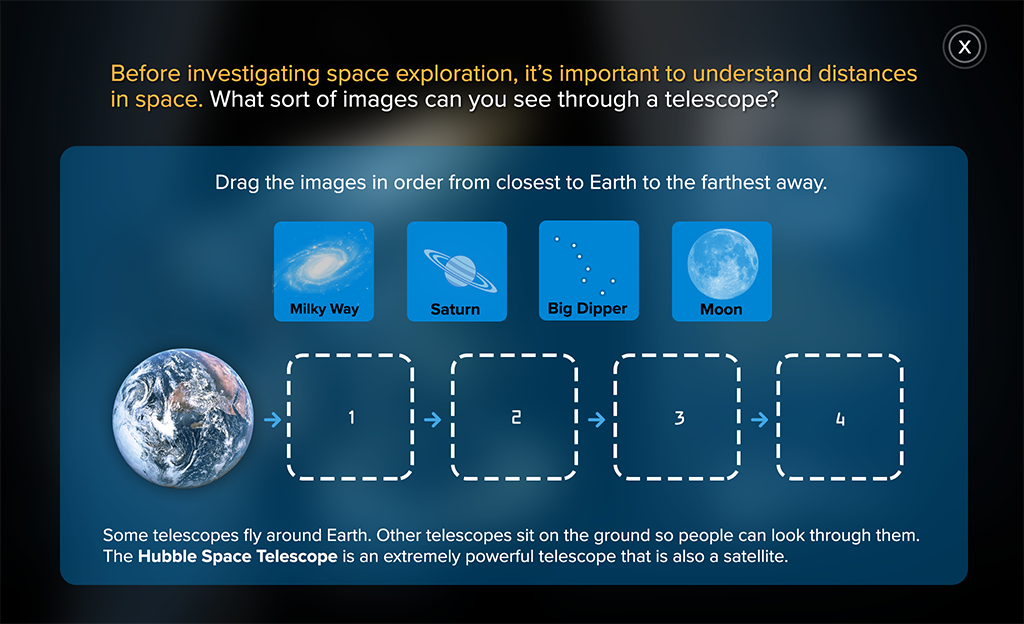 X
Before investigating space exploration, it's important to understand distances
in space. What sort of images can you see through a telescope?
Drag the images in order from closest to Earth to the farthest away.
Milky Way
Saturn
Big Dipper
Moon
1
2
3
4
Some telescopes fly around Earth. Other telescopes sit on the ground so people can look through them.
The Hubble Space Telescope is an extremely powerful telescope that is also a satellite.